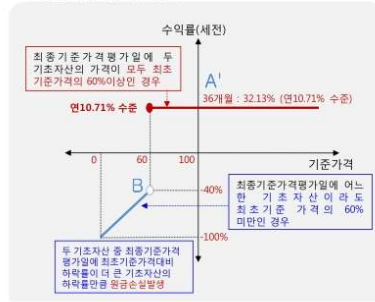 수익률(세전)
최종기준가격평가일에 두
기초자산의 가격이 모두 최초
기준가격의 60%이상인 경우
A'
36개월 : 32.13% (연10.71% 수준)
연10.71% 수준
0 60 100
기준가격
B
-40%
-100%
최종기준가격평가일에 어느
한 기초자산이라도
최초기준 가격의 60%
미만인 경우
두 기초자산 중 최종기준가격
평가일에 최초기준가격대비
하락률이 더 큰 기초자산의
하락률만큼 원금손실발생